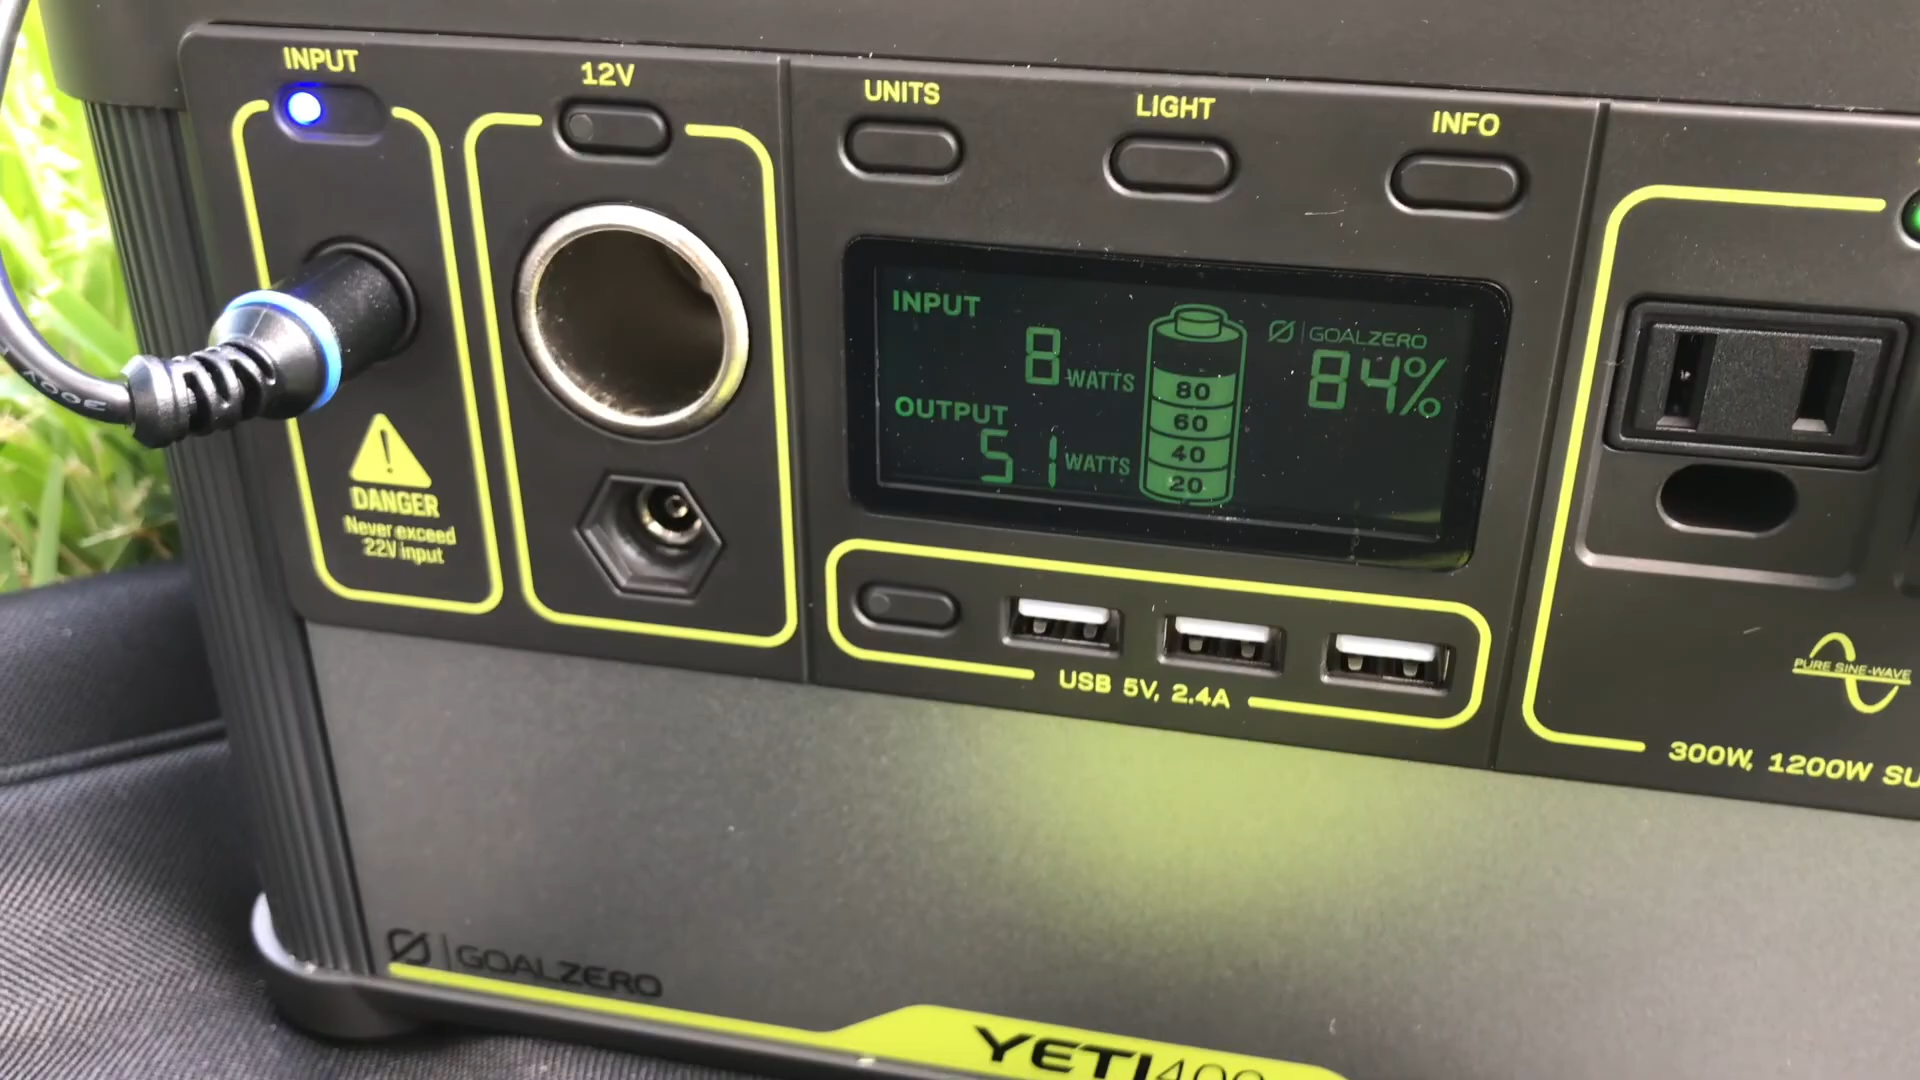 INPUT
12V
UNITS
LIGHT
INFO
INPUT
8 WATTS
OUTPUT
51 WATTS
80
60
40
20
GOALZERO
84%
DANGER
Never exceed
22V input
USB 5V, 2.4A
PURE SINE-WAVE
300W, 1200W SU
GOALZERO
YETI 400